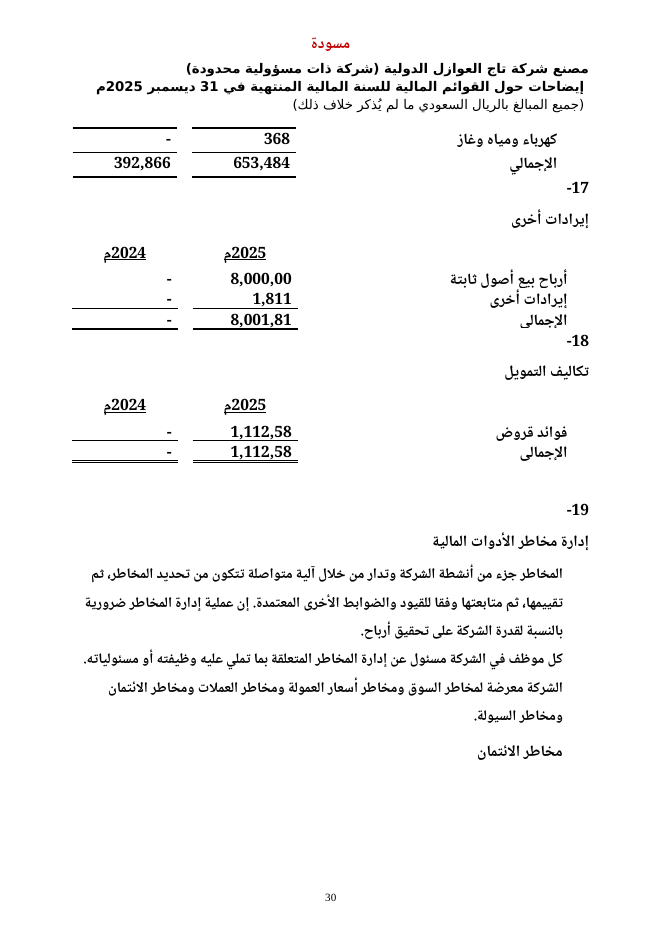 مسودة
مصنع شركة تاج العوازل الدولية (شركة ذات مسؤولية محدودة)
إيضاحات حول القوائم المالية للسنة المالية المنتهية في 31 ديسمبر 2025م
(جميع المبالغ بالريال السعودي ما لم يُذكر خلاف ذلك)
كهرباء ومياه وغاز 368 -
الإجمالي 653,484 392,866
17-
إيرادات أخرى
2025م 2024م
أرباح بيع أصول ثابتة 8,000,00 -
إيرادات أخرى 1,811 -
الإجمالي 8,001,81 -
18-
تكاليف التمويل
2025م 2024م
فوائد قروض 1,112,58 -
الإجمالي 1,112,58 -
19-
إدارة مخاطر الأدوات المالية
المخاطر جزء من أنشطة الشركة وتدار من خلال آلية متواصلة تتكون من تحديد المخاطر، ثم
تقييمها، ثم متابعتها وفقا للقيود والضوابط الأخرى المعتمدة. إن عملية إدارة المخاطر ضرورية
بالنسبة لقدرة الشركة على تحقيق أرباح.
كل موظف في الشركة مسئول عن إدارة المخاطر المتعلقة بما تملي عليه وظيفته أو مسئولياته.
الشركة معرضة لمخاطر السوق ومخاطر أسعار العمولة ومخاطر العملات ومخاطر الائتمان
ومخاطر السيولة.
مخاطر الائتمان
30